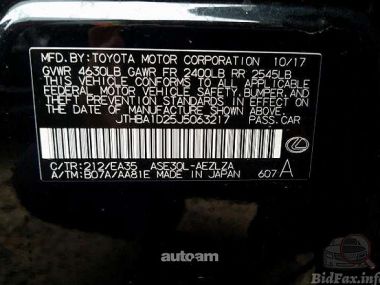 MFD. BY TOYOTA MOTOR CORPORATION 10/17
GVWR 4630LB GAWR FR 2400LB RR 2545LB
THIS VEHICLE CONFORMS TO ALL APPLICABLE
FEDERAL MOTOR VEHICLE SAFETY, BUMPER, AND
THEFT PREVENTION STANDARDS IN EFFECT ON THE
DATE OF MANUFACTURE SHOWN ABOVE.
JTHBA1D25J5063217 PASS. CAR
C/TR: 212/EA35 ASE30L-AEZLZA
A/TM: B07A/AA81E MADE IN JAPAN 607 A
autoam
BidFax.info